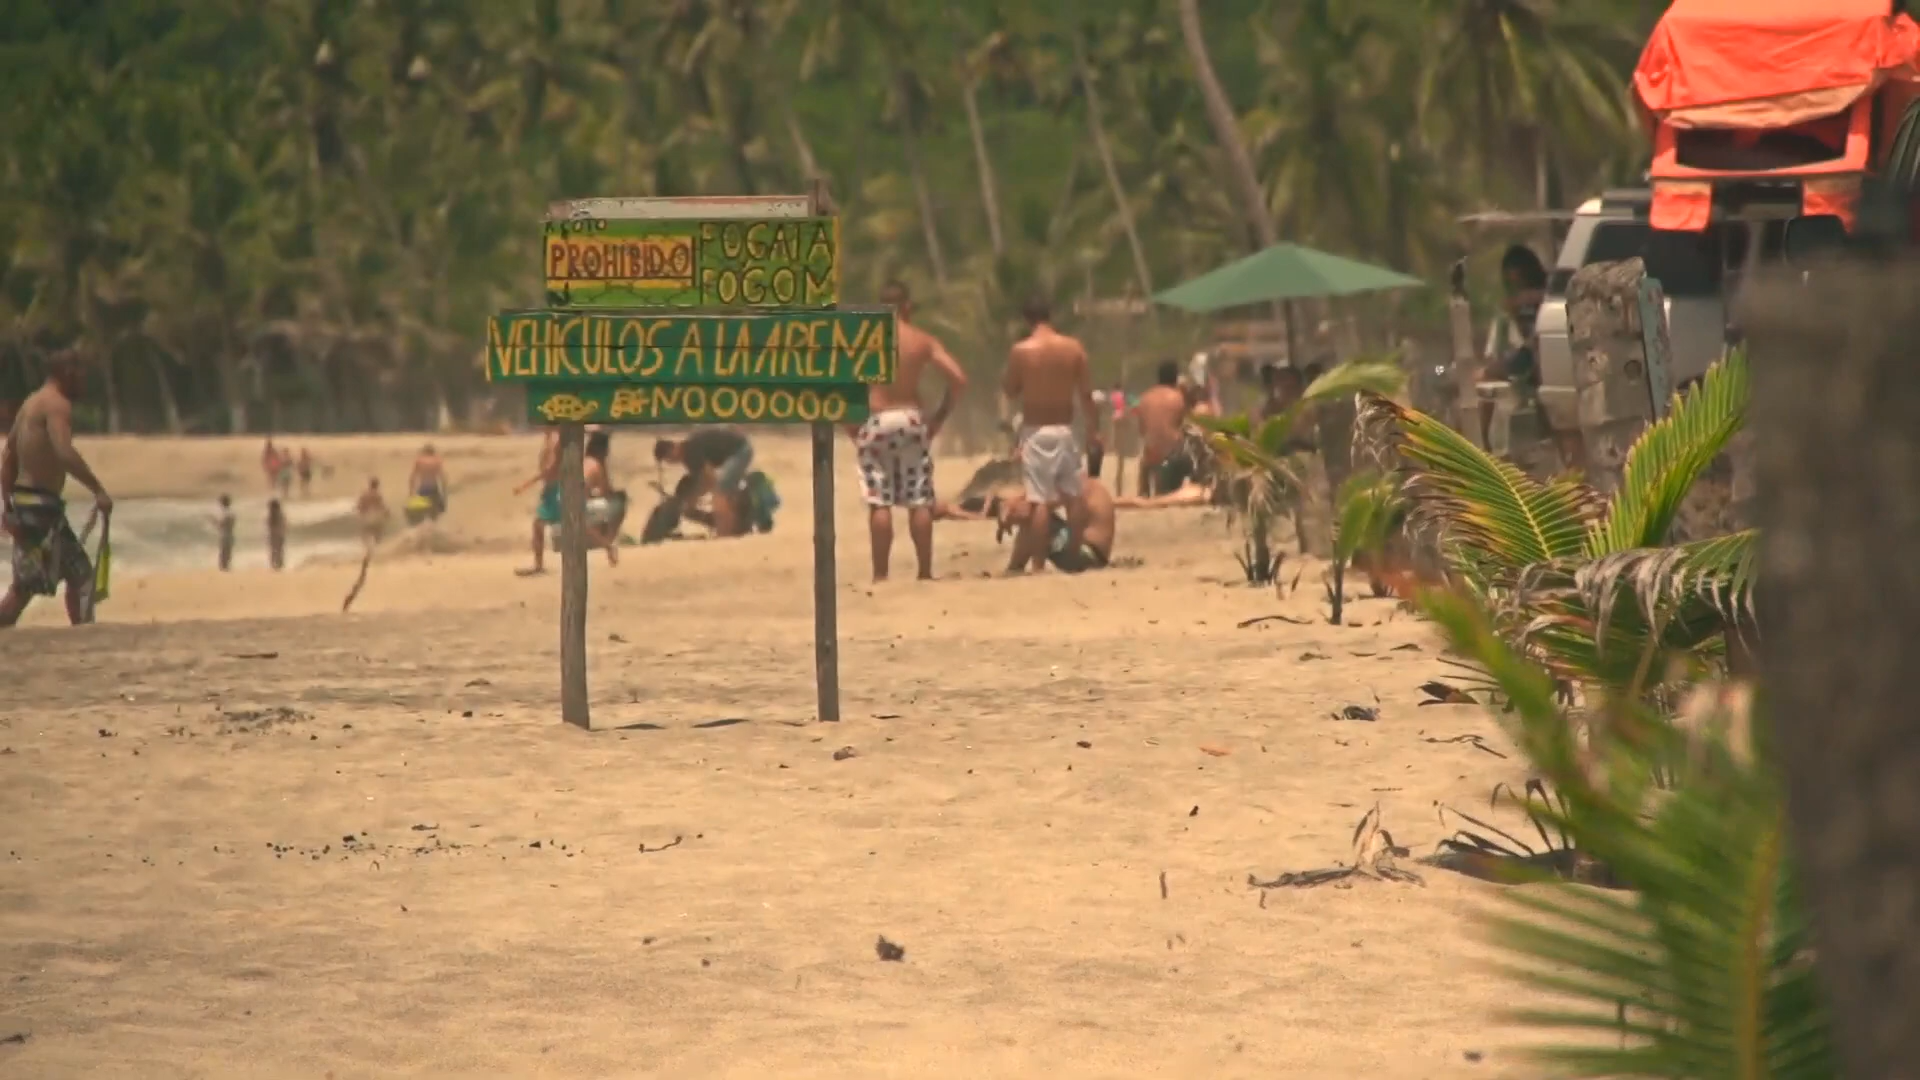 PROHIBIDO
FOGATA
FOGOM
VEHICULOS A LA ARENA
NOOOOOO